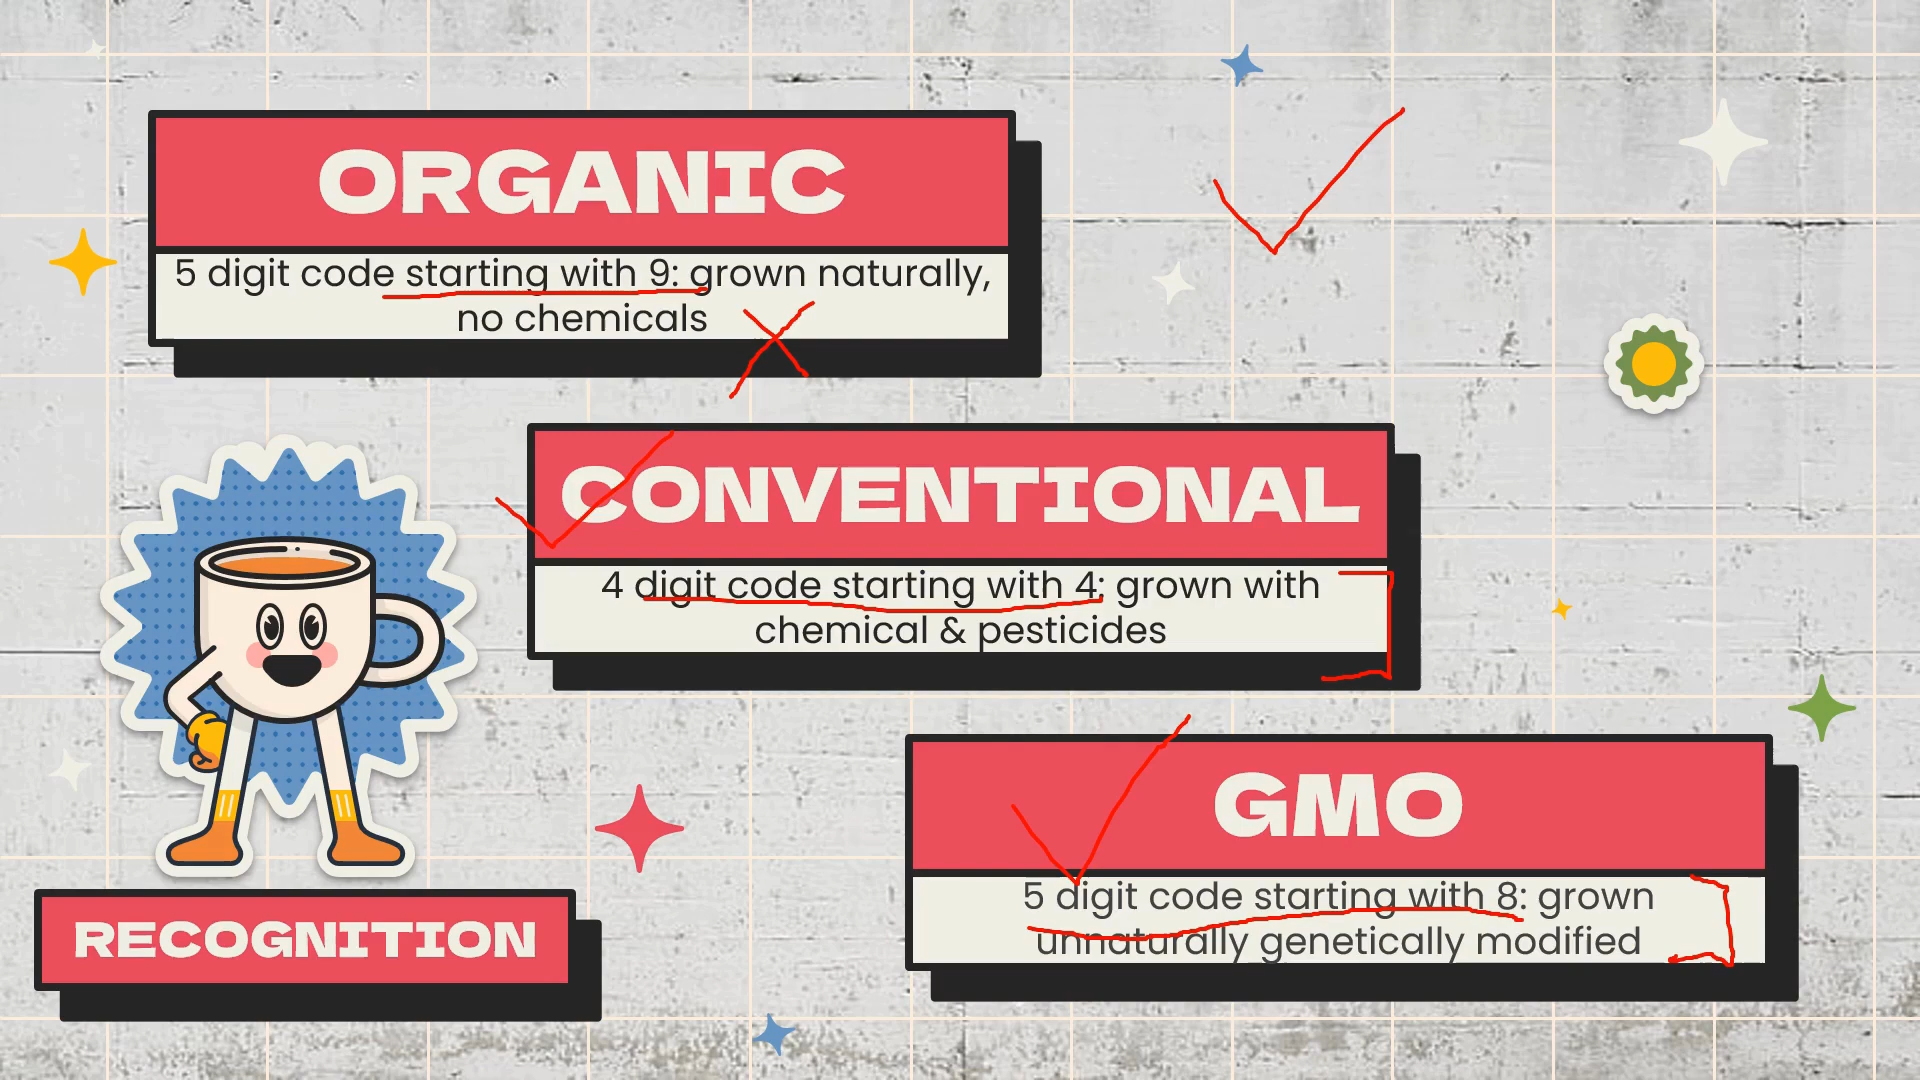 ORGANIC
5 digit code starting with 9: grown naturally,
no chemicals
CONVENTIONAL
4 digit code starting with 4: grown with
chemical & pesticides
GMO
5 digit code starting with 8: grown
unnaturally genetically modified
RECOGNITION